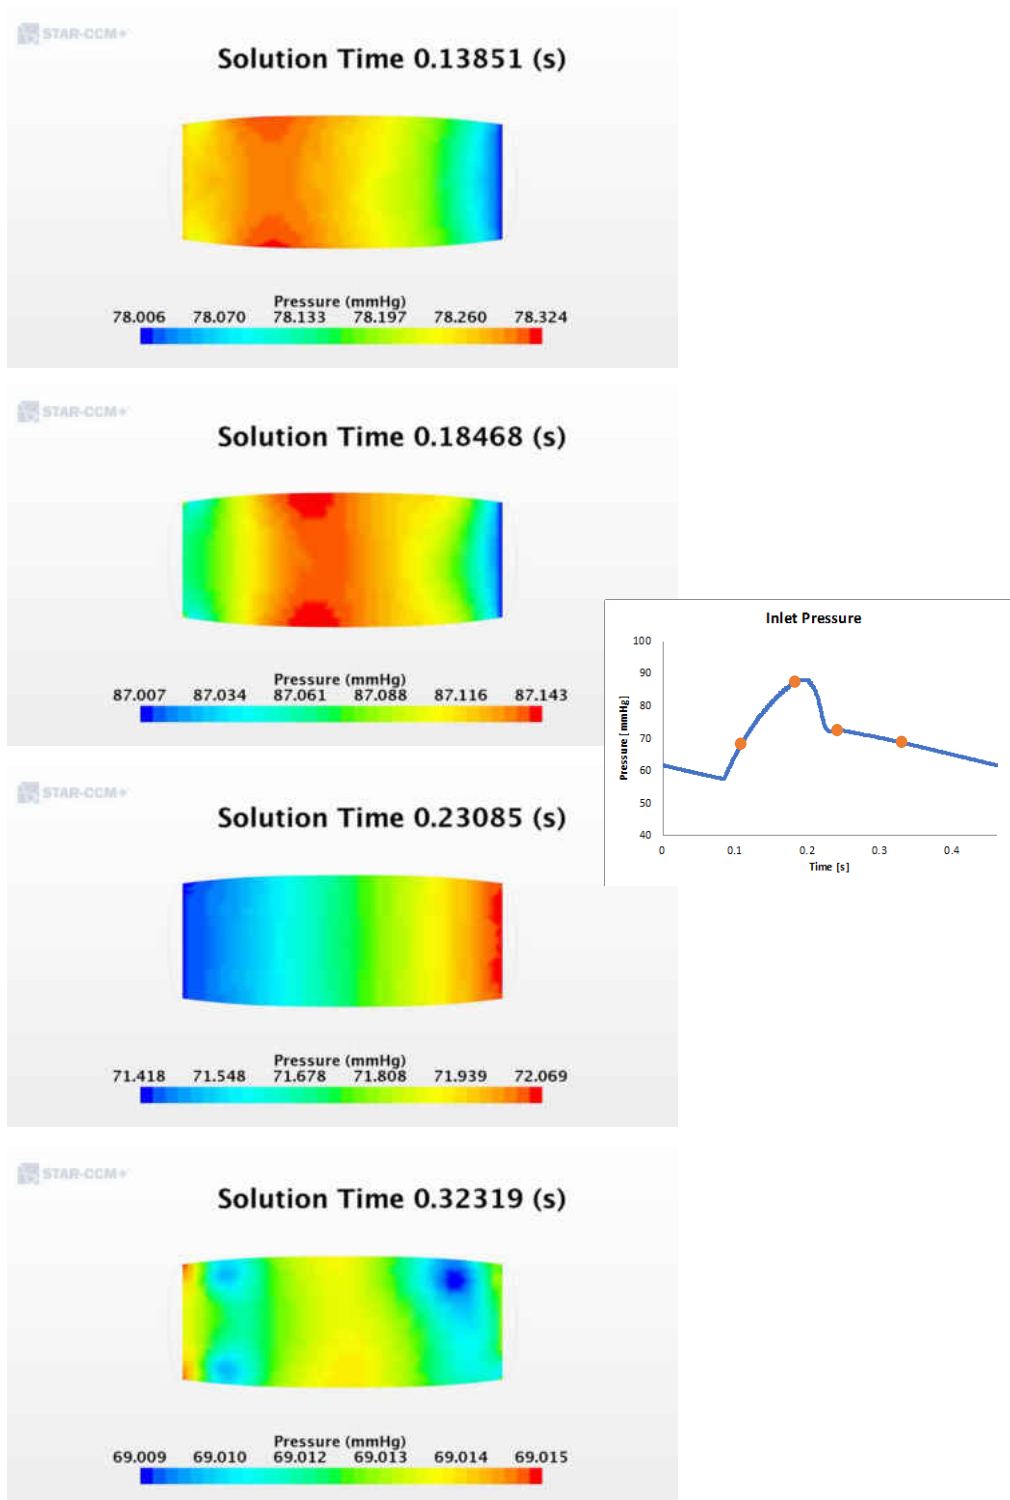 STAR-CCM+
Solution Time 0.13851 (s)
Pressure (mmHg)
78.006 78.070 78.133 78.197 78.260 78.324
STAR-CCM+
Solution Time 0.18468 (s)
Pressure (mmHg)
87.007 87.034 87.061 87.088 87.116 87.143
Inlet Pressure
100
90
80
70
60
50
40
Pressure [mmHg]
0 0.1 0.2 0.3 0.4
Time [s]
STAR-CCM+
Solution Time 0.23085 (s)
Pressure (mmHg)
71.418 71.548 71.678 71.808 71.939 72.069
STAR-CCM+
Solution Time 0.32319 (s)
Pressure (mmHg)
69.009 69.010 69.012 69.013 69.014 69.015